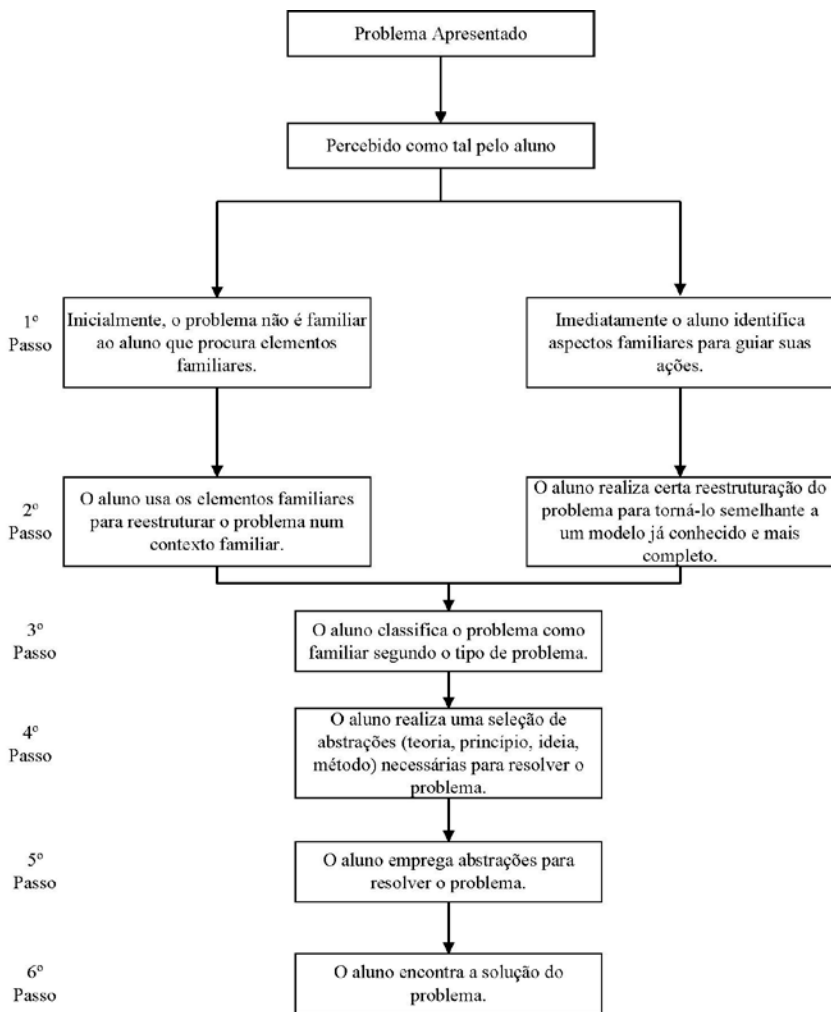 Problema Apresentado
Percebido como tal pelo aluno
1º
Passo
Inicialmente, o problema não é familiar
ao aluno que procura elementos
familiares.
Imediatamente o aluno identifica
aspectos familiares para guiar suas
ações.
2º
Passo
O aluno usa os elementos familiares
para reestruturar o problema num
contexto familiar.
O aluno realiza certa reestruturação do
problema para torná-lo semelhante a
um modelo já conhecido e mais
completo.
3º
Passo
O aluno classifica o problema como
familiar segundo o tipo de problema.
4º
Passo
O aluno realiza uma seleção de
abstrações (teoria, princípio, ideia,
método) necessárias para resolver o
problema.
5º
Passo
O aluno emprega abstrações para
resolver o problema.
6º
Passo
O aluno encontra a solução do
problema.